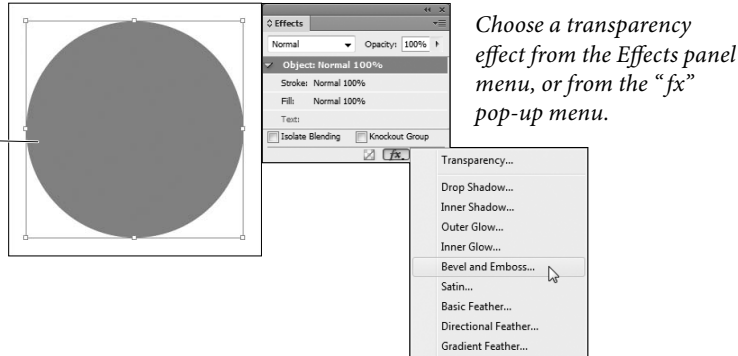 Effects
Normal Opacity: 100%
Object: Normal 100%
Stroke: Normal 100%
Fill: Normal 100%
Text:
Isolate Blending Knockout Group
fx.
Choose a transparency
effect from the Effects panel
menu, or from the “fx”
pop-up menu.
Transparency...
Drop Shadow...
Inner Shadow...
Outer Glow...
Inner Glow...
Bevel and Emboss...
Satin...
Basic Feather...
Directional Feather...
Gradient Feather...